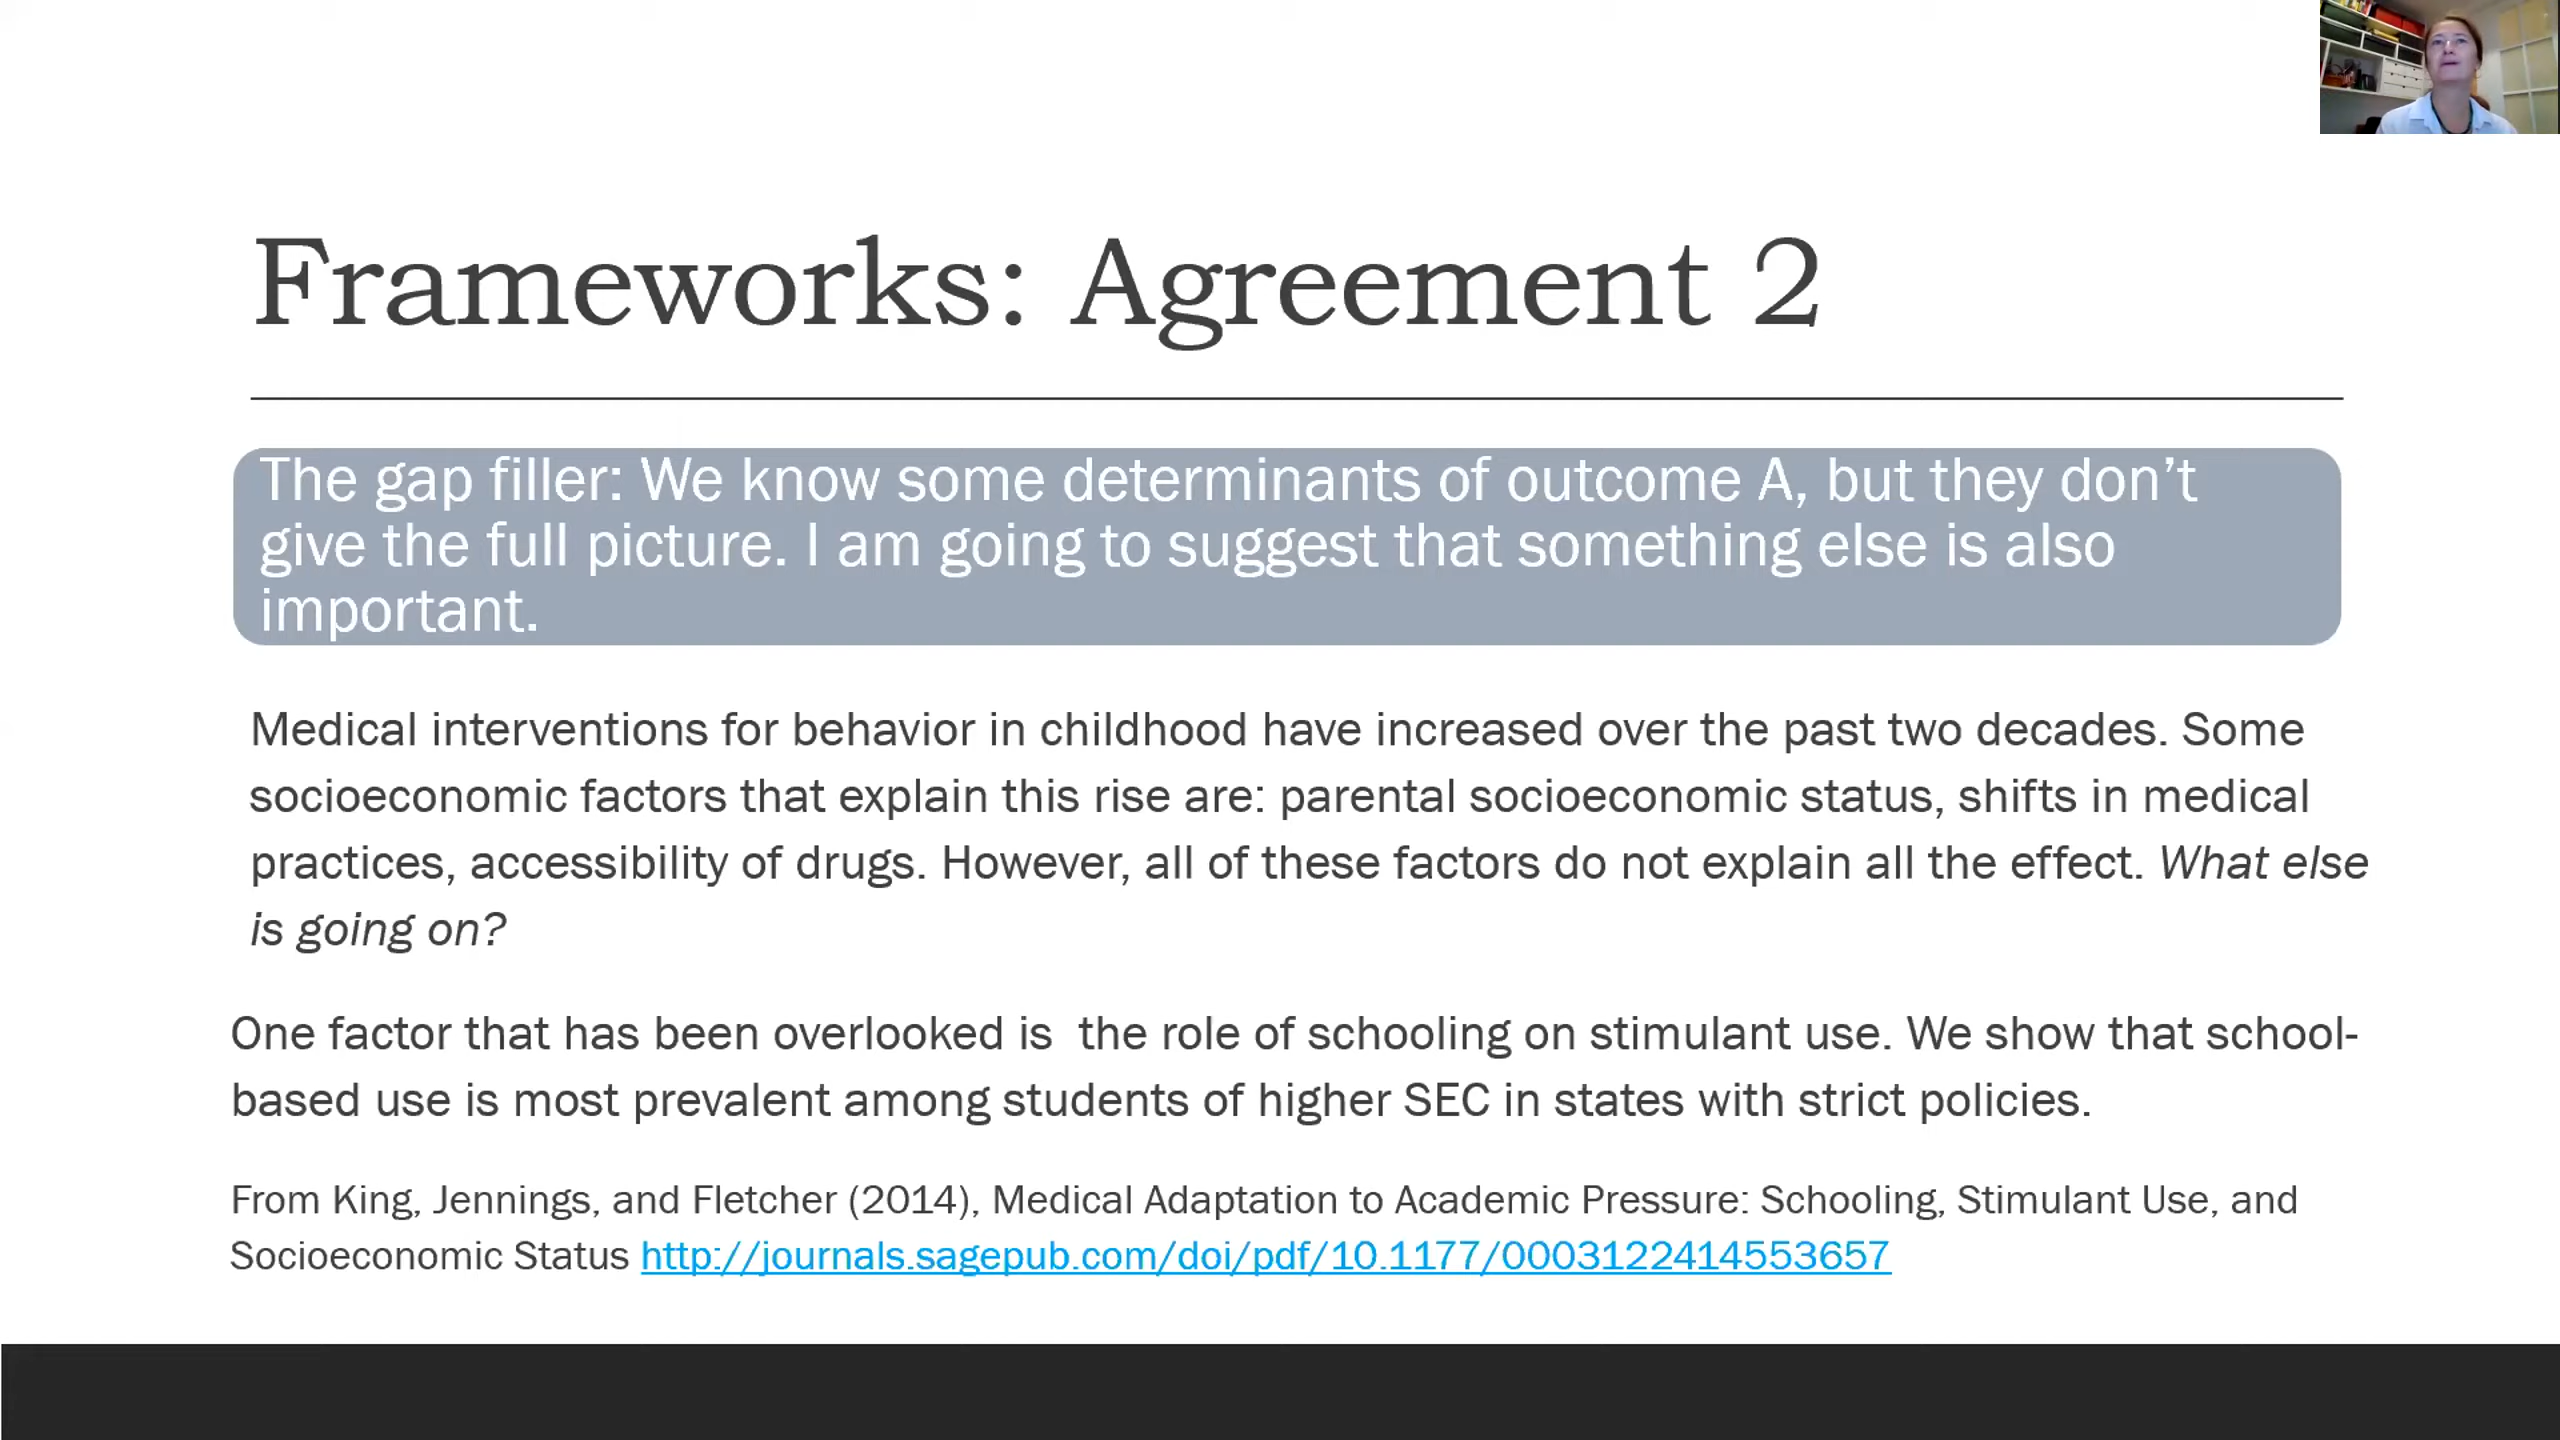 Frameworks: Agreement 2
The gap filler: We know some determinants of outcome A, but they don’t
give the full picture. I am going to suggest that something else is also
important.
Medical interventions for behavior in childhood have increased over the past two decades. Some
socioeconomic factors that explain this rise are: parental socioeconomic status, shifts in medical
practices, accessibility of drugs. However, all of these factors do not explain all the effect. What else
is going on?
One factor that has been overlooked is  the role of schooling on stimulant use. We show that school-
based use is most prevalent among students of higher SEC in states with strict policies.
From King, Jennings, and Fletcher (2014), Medical Adaptation to Academic Pressure: Schooling, Stimulant Use, and
Socioeconomic Status http://journals.sagepub.com/doi/pdf/10.1177/0003122414553657